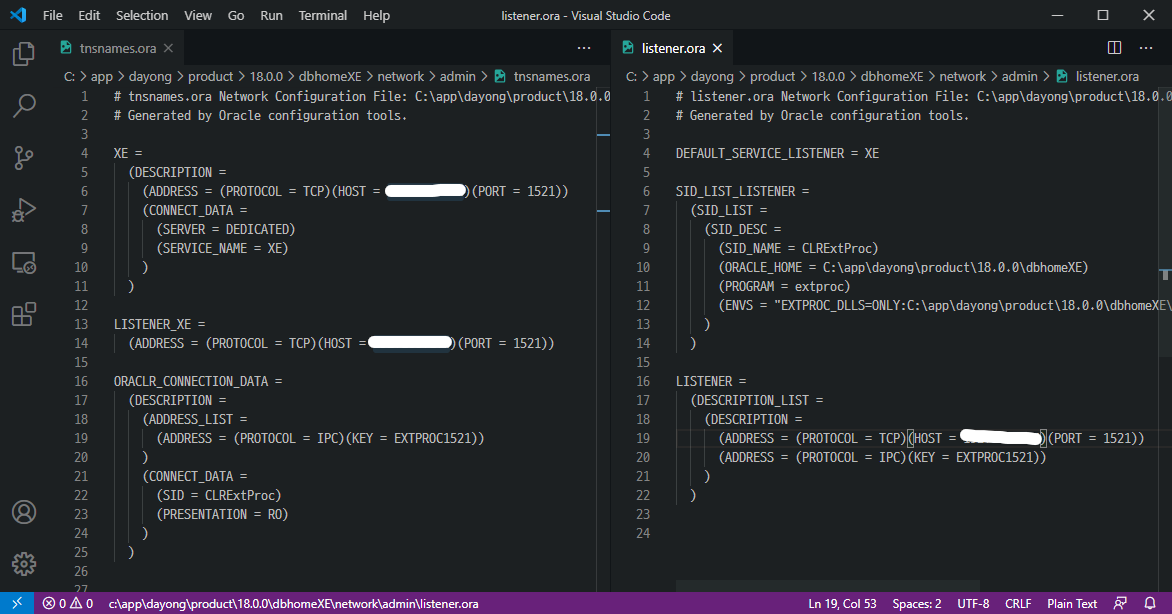 File Edit Selection View Go Run Terminal Help listener.ora - Visual Studio Code
tnsnames.ora
C: > app > dayong > product > 18.0.0 > dbhomeXE > network > admin > tnsnames.ora
1 # tnsnames.ora Network Configuration File: C:\app\dayong\product\18.0.0
2 # Generated by Oracle configuration tools.
3
4 XE =
5 (DESCRIPTION =
6 (ADDRESS = (PROTOCOL = TCP)(HOST = )(PORT = 1521))
7 (CONNECT_DATA =
8 (SERVER = DEDICATED)
9 (SERVICE_NAME = XE)
10 )
11 )
12
13 LISTENER_XE =
14 (ADDRESS = (PROTOCOL = TCP)(HOST = )(PORT = 1521))
15
16 ORACLR_CONNECTION_DATA =
17 (DESCRIPTION =
18 (ADDRESS_LIST =
19 (ADDRESS = (PROTOCOL = IPC)(KEY = EXTPROC1521))
20 )
21 (CONNECT_DATA =
22 (SID = CLRExtProc)
23 (PRESENTATION = RO)
24 )
25 )
26
27
listener.ora
C: > app > dayong > product > 18.0.0 > dbhomeXE > network > admin > listener.ora
1 # listener.ora Network Configuration File: C:\app\dayong\product\18.0.0
2 # Generated by Oracle configuration tools.
3
4 DEFAULT_SERVICE_LISTENER = XE
5
6 SID_LIST_LISTENER =
7 (SID_LIST =
8 (SID_DESC =
9 (SID_NAME = CLRExtProc)
10 (ORACLE_HOME = C:\app\dayong\product\18.0.0\dbhomeXE)
11 (PROGRAM = extproc)
12 (ENVS = "EXTPROC_DLLS=ONLY:C:\app\dayong\product\18.0.0\dbhomeXE\
13 )
14 )
15
16 LISTENER =
17 (DESCRIPTION_LIST =
18 (DESCRIPTION =
19 (ADDRESS = (PROTOCOL = TCP)(HOST = )(PORT = 1521))
20 (ADDRESS = (PROTOCOL = IPC)(KEY = EXTPROC1521))
21 )
22 )
23
24
0 0 c:\app\dayong\product\18.0.0\dbhomeXE\network\admin\listener.ora Ln 19, Col 53 Spaces: 2 UTF-8 CRLF Plain Text